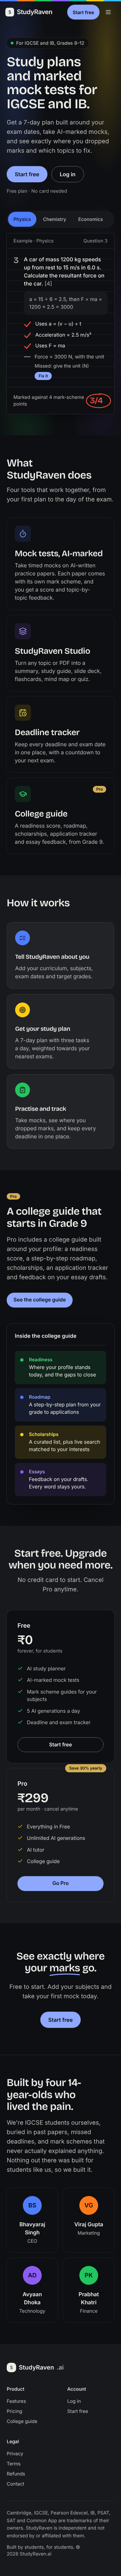 S StudyRaven
Start free
For IGCSE and IB, Grades 9–12
Study plans
and marked
mock tests for
IGCSE and IB.
Get a 7-day plan built around your
exam dates, take AI-marked mocks,
and see exactly where you dropped
marks and which topics to fix.
Start free
Log in
Free plan · No card needed
Physics
Chemistry
Economics
Example · Physics
Question 3
3
A car of mass 1200 kg speeds
up from rest to 15 m/s in 6.0 s.
Calculate the resultant force on
the car. [4]
a = 15 ÷ 6 = 2.5, then F = ma =
1200 × 2.5 = 3000
Uses a = (v − u) ÷ t
Acceleration = 2.5 m/s²
Uses F = ma
Force = 3000 N, with the unit
Missed: give the unit (N)
Fix it
Marked against 4 mark-scheme
points
3/4
What
StudyRaven does
Four tools that work together, from
your first plan to the day of the exam.
Mock tests, AI-marked
Take timed mocks on AI-written
practice papers. Each paper comes
with its own mark scheme, and
you get a score and topic-by-
topic feedback.
StudyRaven Studio
Turn any topic or PDF into a
summary, study guide, slide deck,
flashcards, mind map or quiz.
Deadline tracker
Keep every deadline and exam date
in one place, with a countdown to
your next exam.
Pro
College guide
A readiness score, roadmap,
scholarships, application tracker
and essay feedback, from Grade 9.
How it works
Tell StudyRaven about you
Add your curriculum, subjects,
exam dates and target grades.
Get your study plan
A 7-day plan with three tasks
a day, weighted towards your
nearest exams.
Practise and track
Take mocks, see where you
dropped marks, and keep every
deadline in one place.
Pro
A college guide that
starts in Grade 9
Pro includes a college guide built
around your profile: a readiness
score, a step-by-step roadmap,
scholarships, an application tracker
and feedback on your essay drafts.
See the college guide
Inside the college guide
Readiness
Where your profile stands
today, and the gaps to close
Roadmap
A step-by-step plan from your
grade to applications
Scholarships
A curated list, plus live search
matched to your interests
Essays
Feedback on your drafts.
Every word stays yours.
Start free. Upgrade
when you need more.
No credit card to start. Cancel
Pro anytime.
Free
₹0
forever, for students
AI study planner
AI-marked mock tests
Mark scheme guides for your
subjects
5 AI generations a day
Deadline and exam tracker
Start free
Save 30% yearly
Pro
₹299
per month · cancel anytime
Everything in Free
Unlimited AI generations
AI tutor
College guide
Go Pro
See exactly where
your marks go.
Free to start. Add your subjects and
take your first mock today.
Start free
Built by four 14-
year-olds who
lived the pain.
We're IGCSE students ourselves,
buried in past papers, missed
deadlines, and mark schemes that
never actually explained anything.
Nothing out there was built for
students like us, so we built it.
BS
Bhavyaraj
Singh
CEO
VG
Viraj Gupta
Marketing
AD
Avyaan
Dhoka
Technology
PK
Prabhat
Khatri
Finance
S StudyRaven .ai
Product
Features
Pricing
College guide
Account
Log in
Start free
Legal
Privacy
Terms
Refunds
Contact
Cambridge, IGCSE, Pearson Edexcel, IB, PSAT,
SAT and Common App are trademarks of their
owners. StudyRaven is independent and not
endorsed by or affiliated with them.
Built by students, for students. ©
2026 StudyRaven.ai